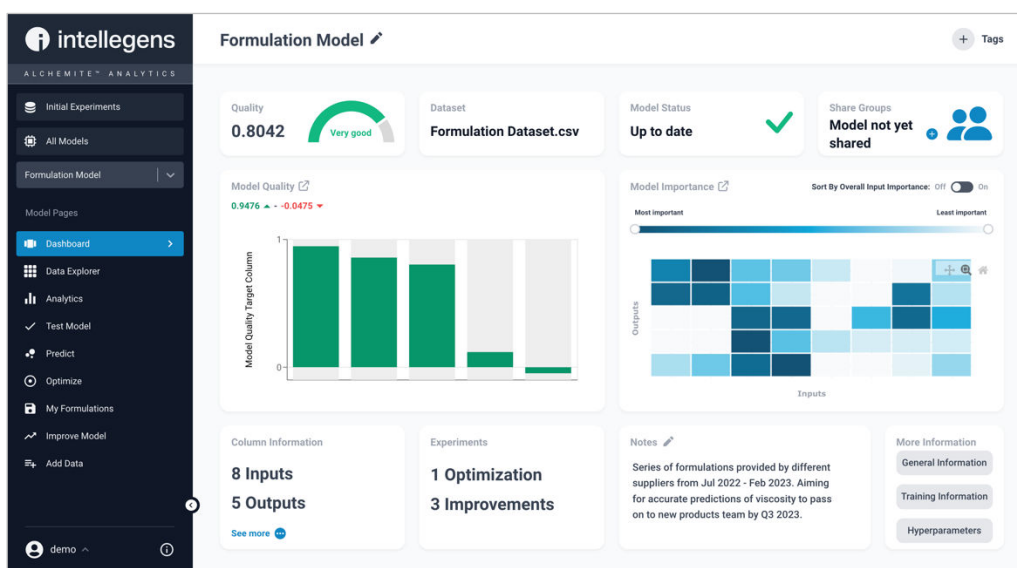 intellegens
ALCHEMITE™ ANALYTICS
Initial Experiments
All Models
Formulation Model
Model Pages
Dashboard
Data Explorer
Analytics
Test Model
Predict
Optimize
My Formulations
Improve Model
Add Data
demo
Formulation Model
+ Tags
Quality
0.8042
Very good
Dataset
Formulation Dataset.csv
Model Status
Up to date
Share Groups
Model not yet
shared
Model Quality
0.9476 ▲ - -0.0475 ▼
1
0
Model Quality Target Column
Model Importance
Sort By Overall Input Importance: Off On
Most important
Least important
Outputs
Inputs
Column Information
8 Inputs
5 Outputs
See more
Experiments
1 Optimization
3 Improvements
Notes
Series of formulations provided by different
suppliers from Jul 2022 - Feb 2023. Aiming
for accurate predictions of viscosity to pass
on to new products team by Q3 2023.
More Information
General Information
Training Information
Hyperparameters